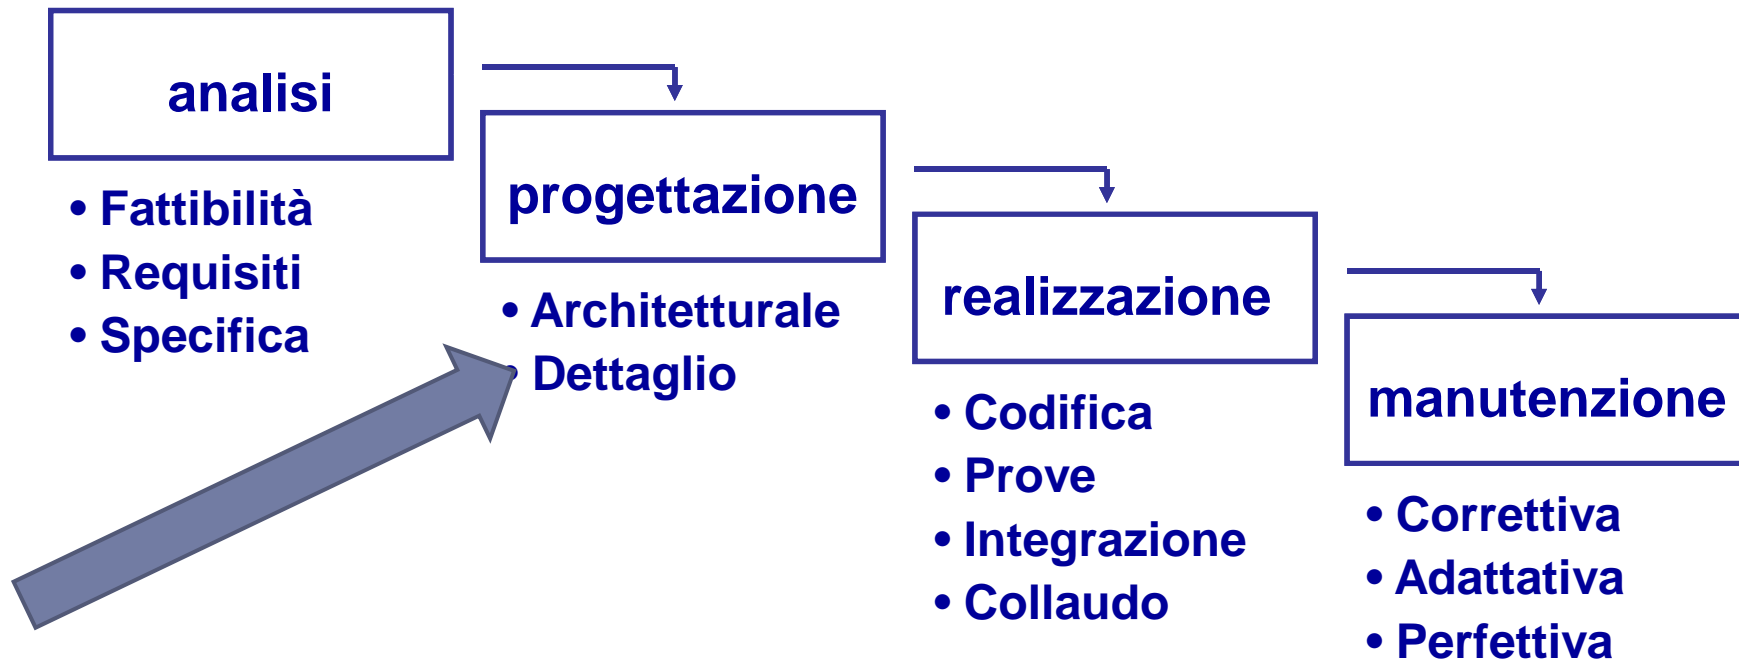 analisi
• Fattibilità
• Requisiti
• Specifica
progettazione
• Architetturale
• Dettaglio
realizzazione
• Codifica
• Prove
• Integrazione
• Collaudo
manutenzione
• Correttiva
• Adattativa
• Perfettiva